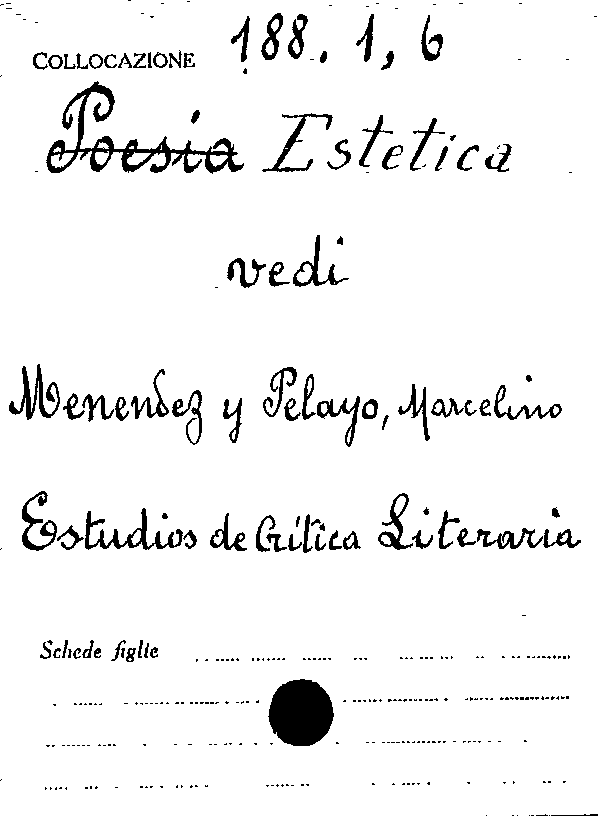 COLLOCAZIONE 188. 1, 6
Poesia Estetica
vedi
Menendez y Pelayo, Marcelino
Estudios de Crítica Literaria
Schede figlie